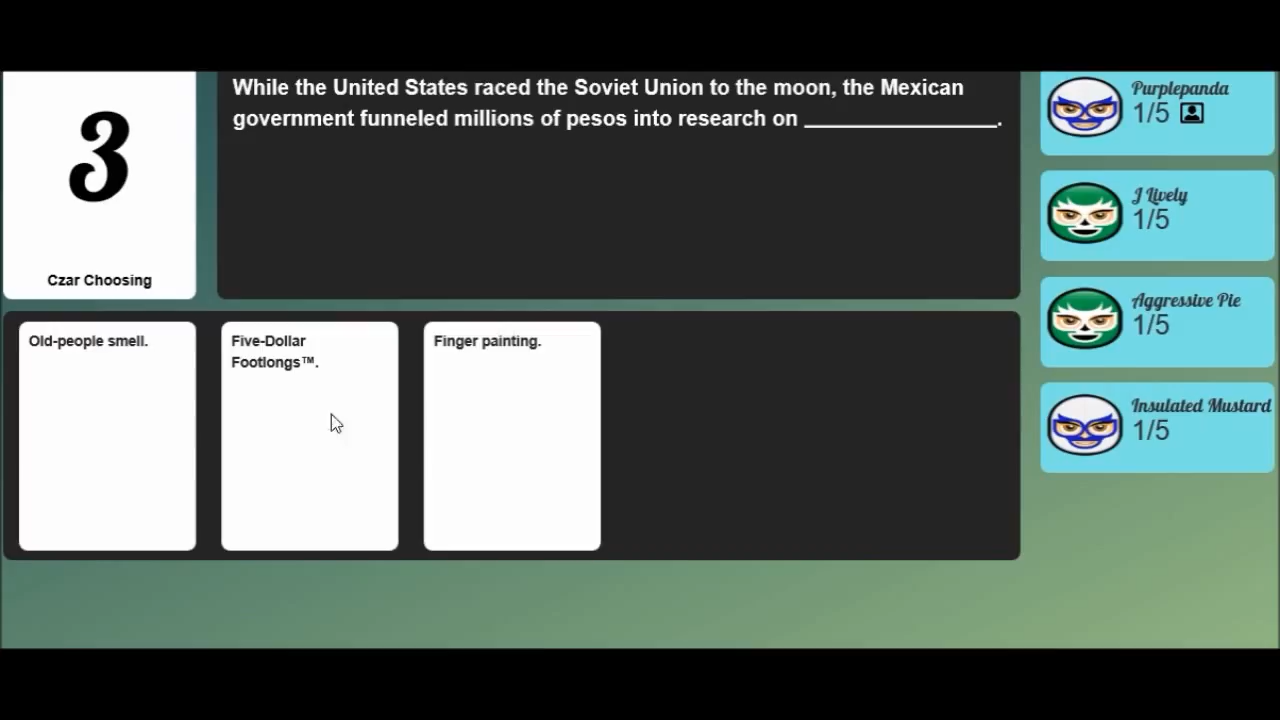 3
Czar Choosing
While the United States raced the Soviet Union to the moon, the Mexican
government funneled millions of pesos into research on ________________.
Old-people smell.
Five-Dollar
Footlongs™.
Finger painting.
Purplepanda
1/5
J Lively
1/5
Aggressive Pie
1/5
Insulated Mustard
1/5